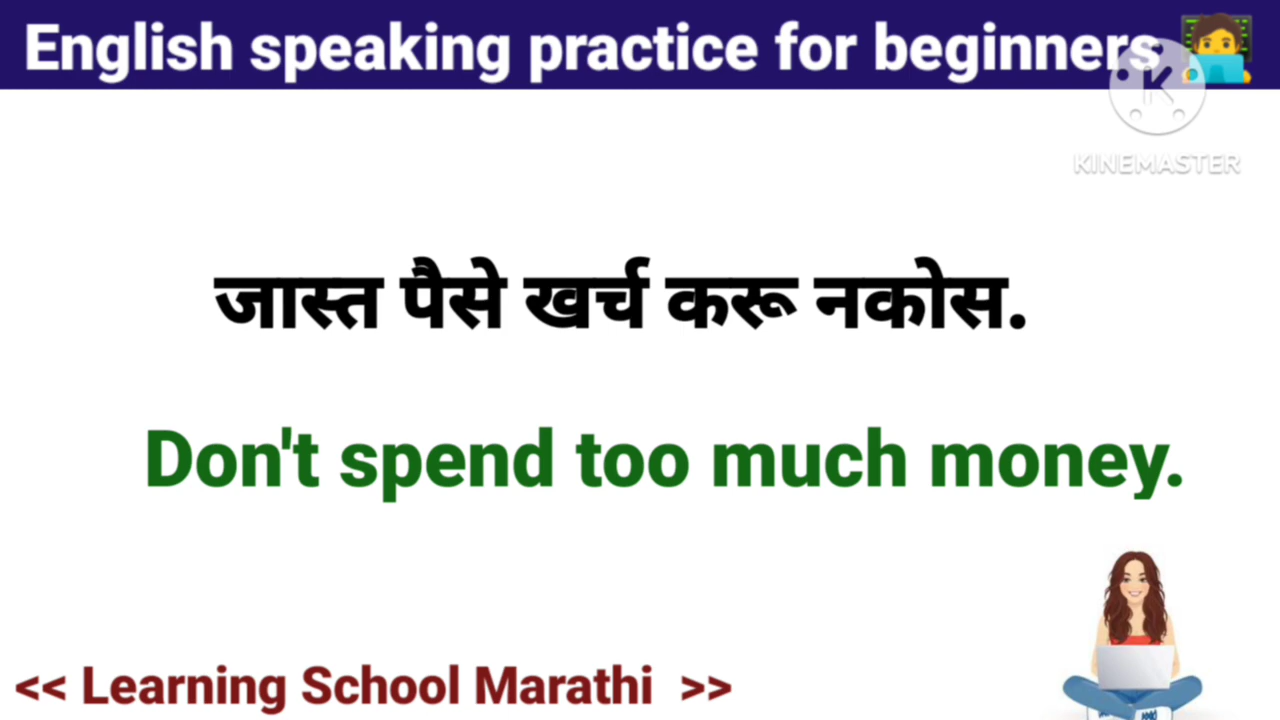 English speaking practice for beginners
KINEMASTER
जास्त पैसे खर्च करू नकोस.
Don't spend too much money.
<< Learning School Marathi >>